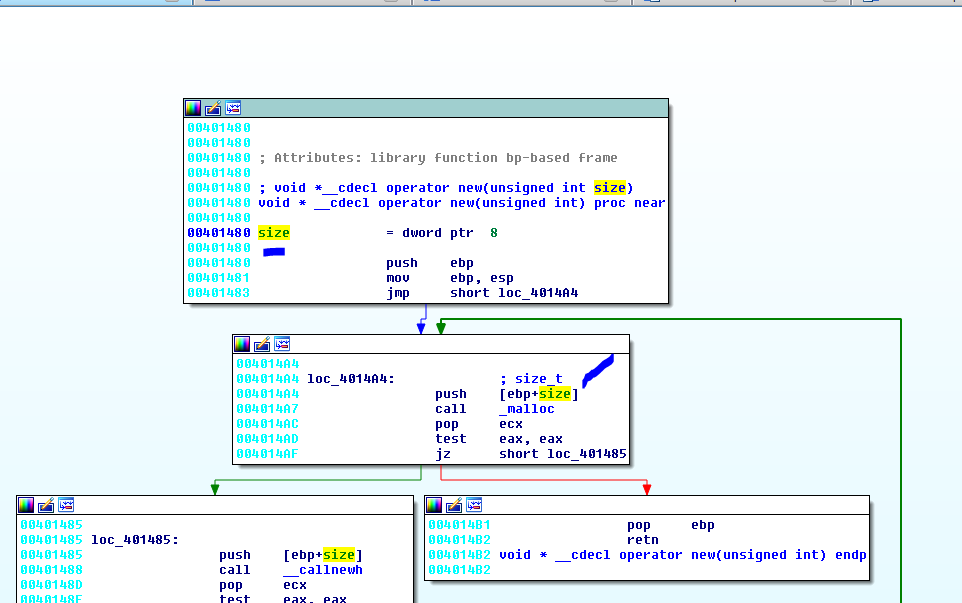 00401480
00401480
00401480 ; Attributes: library function bp-based frame
00401480
00401480 ; void *__cdecl operator new(unsigned int size)
00401480 void * __cdecl operator new(unsigned int) proc near
00401480
00401480 size = dword ptr 8
00401480
00401480 push ebp
00401481 mov ebp, esp
00401483 jmp short loc_4014A4
004014A4
004014A4 loc_4014A4: ; size_t
004014A4 push [ebp+size]
004014A7 call _malloc
004014AC pop ecx
004014AD test eax, eax
004014AF jz short loc_401485
00401485
00401485 loc_401485:
00401485 push [ebp+size]
00401488 call __callnewh
0040148D pop ecx
0040148E test eax, eax
004014B1 pop ebp
004014B2 retn
004014B2 void * __cdecl operator new(unsigned int) endp
004014B2